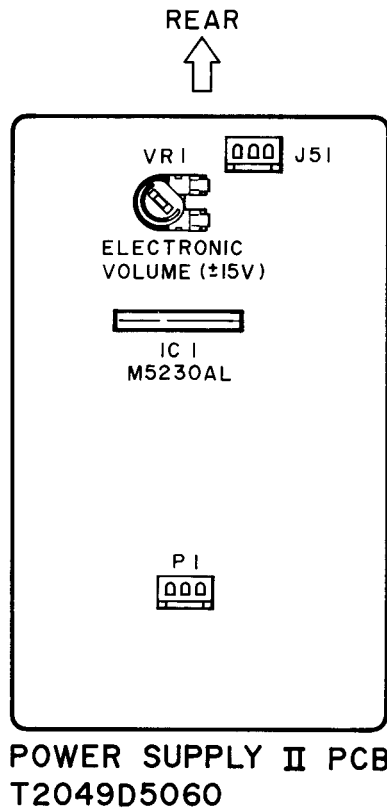 REAR
VR1
J51
ELECTRONIC
VOLUME (±15V)
IC 1
M5230AL
P1
POWER SUPPLY II PCB
T2049D5060